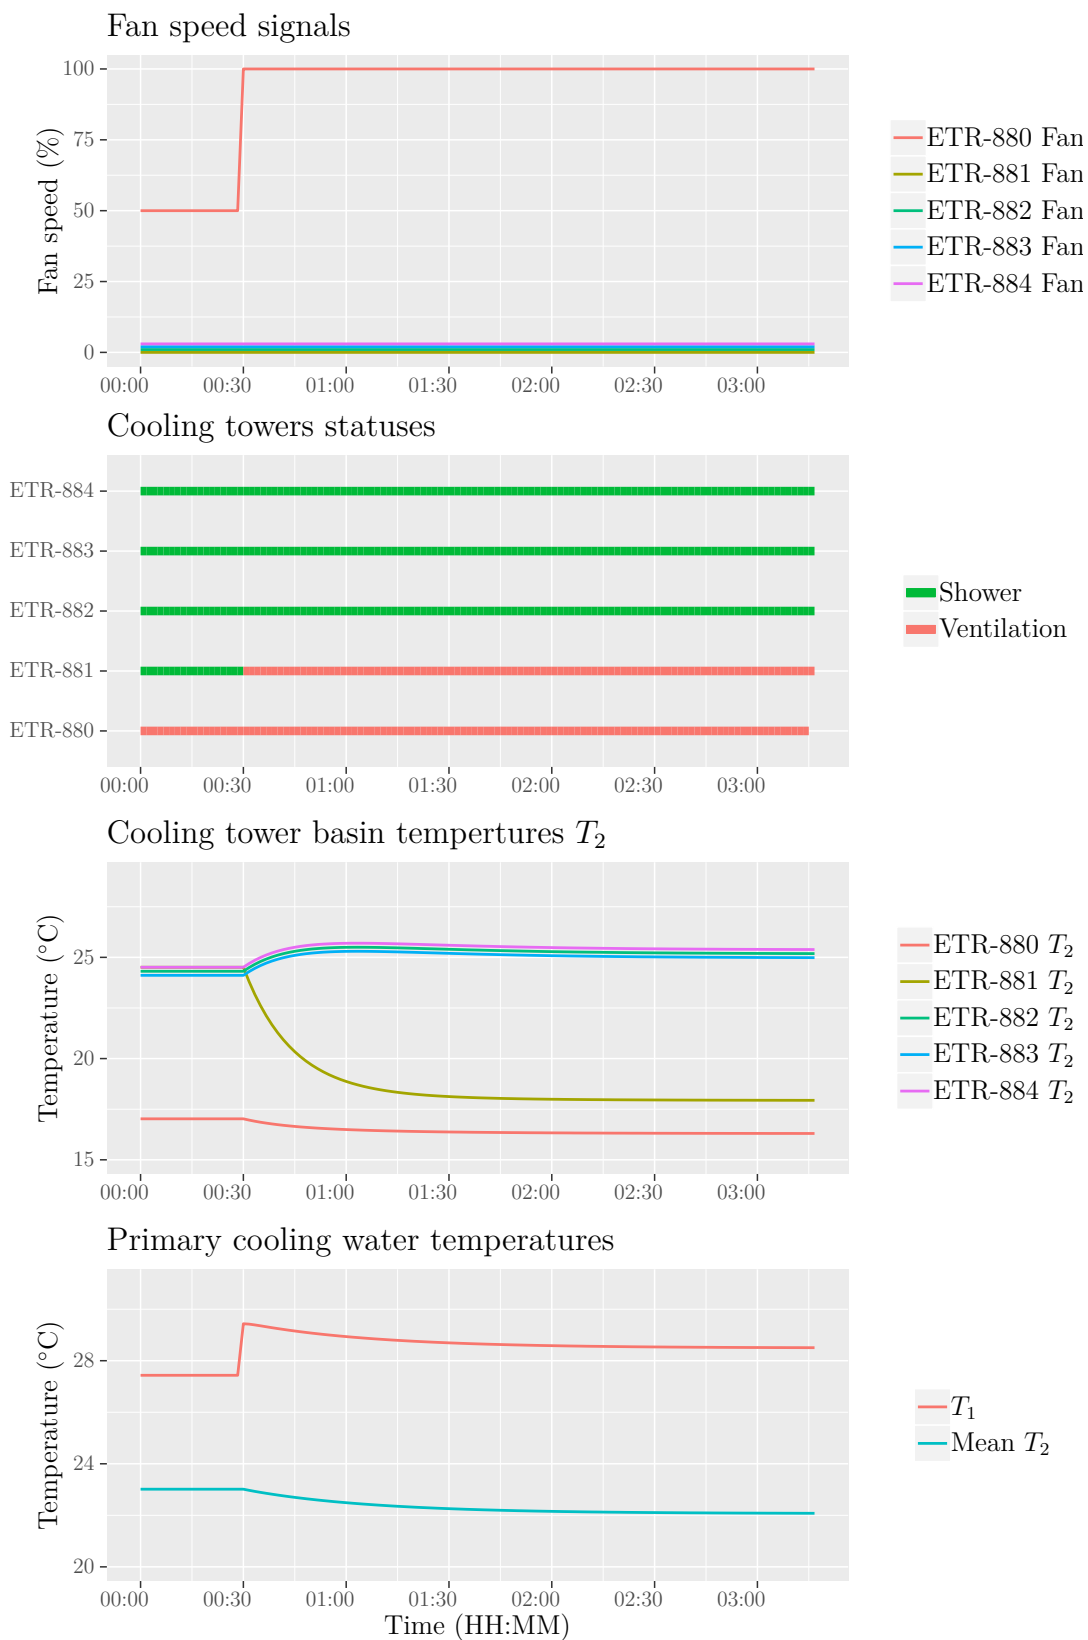 Fan speed signals
100
75
50
25
0
Fan speed (%)
00:00 00:30 01:00 01:30 02:00 02:30 03:00
ETR-880 Fan
ETR-881 Fan
ETR-882 Fan
ETR-883 Fan
ETR-884 Fan
Cooling towers statuses
ETR-884
ETR-883
ETR-882
ETR-881
ETR-880
00:00 00:30 01:00 01:30 02:00 02:30 03:00
Shower
Ventilation
Cooling tower basin tempertures T₂
25
20
15
Temperature (°C)
00:00 00:30 01:00 01:30 02:00 02:30 03:00
ETR-880 T₂
ETR-881 T₂
ETR-882 T₂
ETR-883 T₂
ETR-884 T₂
Primary cooling water temperatures
28
24
20
Temperature (°C)
00:00 00:30 01:00 01:30 02:00 02:30 03:00
Time (HH:MM)
T₁
Mean T₂